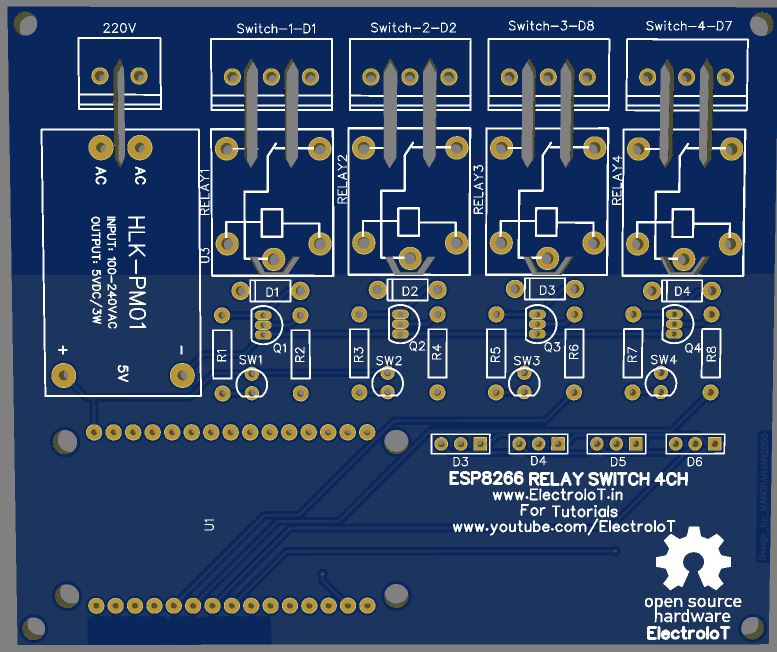 220V
Switch-1-D1
Switch-2-D2
Switch-3-D8
Switch-4-D7
AC
AC
HLK-PM01
INPUT: 100-240VAC
OUTPUT: 5VDC/3W
+
5V
-
U3
RELAY1
RELAY2
RELAY3
RELAY4
D1
D2
D3
D4
Q1
Q2
Q3
Q4
R1
SW1
R2
R3
SW2
R4
R5
SW3
R6
R7
SW4
R8
D3
D4
D5
D6
ESP8266 RELAY SWITCH 4CH
www.ElectroIoT.in
For Tutorials
www.youtube.com/ElectroIoT
U1
Design_by_MANORANJAN2050
open source
hardware
ElectroIoT